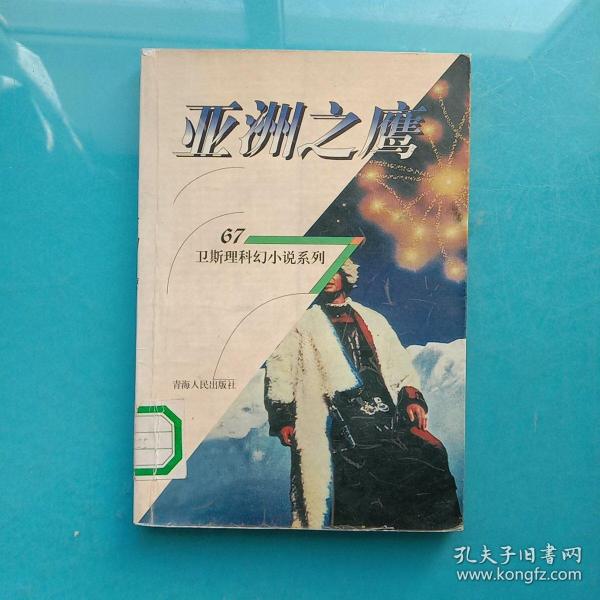 亚洲之鹰
67
卫斯理科幻小说系列
青海人民出版社
孔夫子旧書网
www.kongfz.com